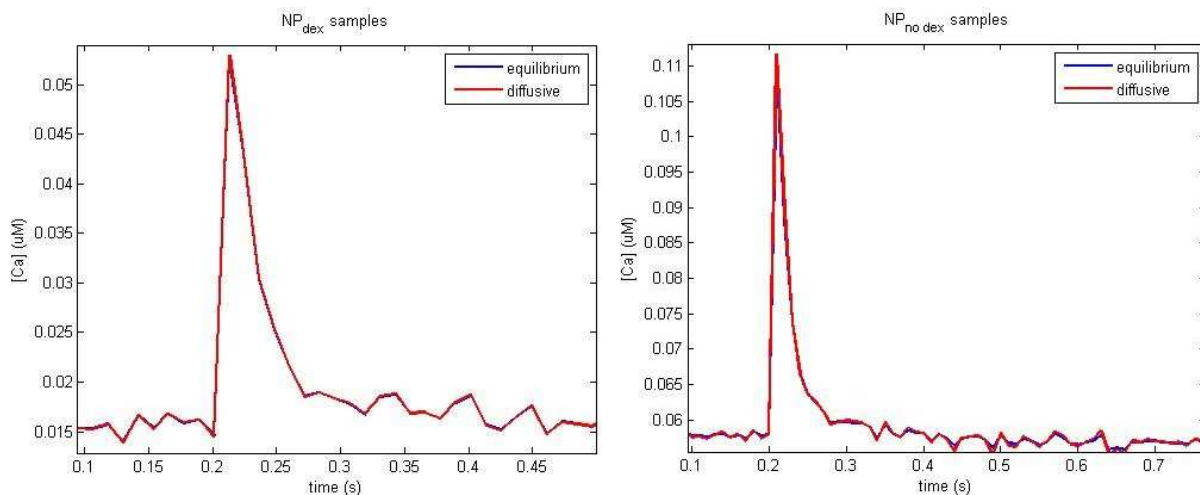 NPdex samples
[Ca] (uM)
0.05
0.045
0.04
0.035
0.03
0.025
0.02
0.015
equilibrium
diffusive
0.1 0.15 0.2 0.25 0.3 0.35 0.4 0.45
time (s)
NPno dex samples
[Ca] (uM)
0.11
0.105
0.1
0.095
0.09
0.085
0.08
0.075
0.07
0.065
0.06
equilibrium
diffusive
0.1 0.2 0.3 0.4 0.5 0.6 0.7
time (s)